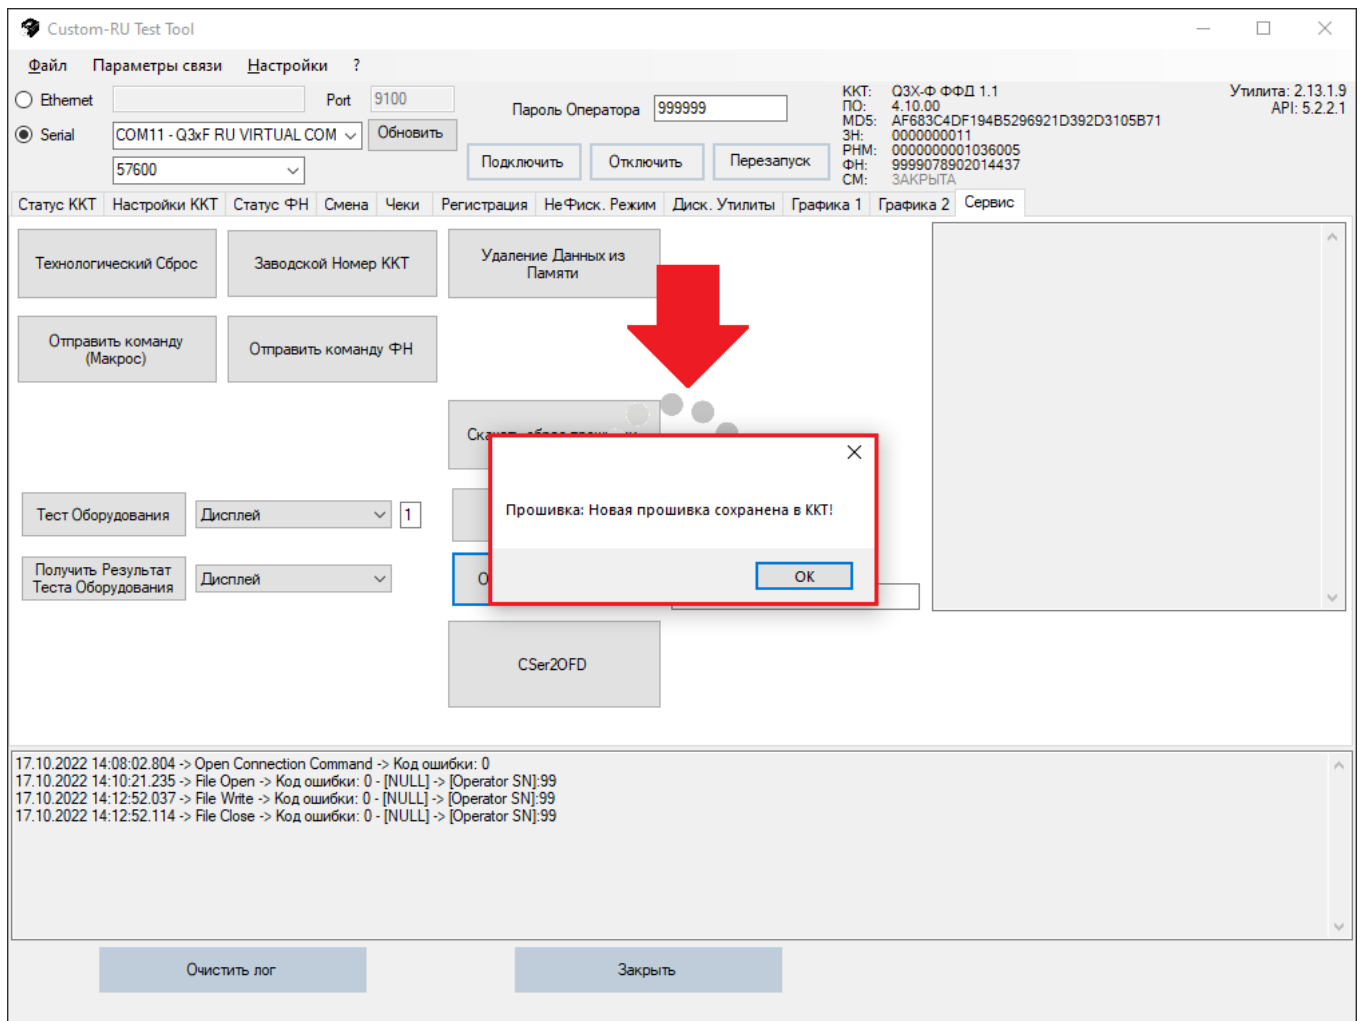 Custom-RU Test Tool
Файл Параметры связи Настройки ?
Ethernet Port 9100
Serial COM11 - Q3xF RU VIRTUAL COM Обновить
57600
Пароль Оператора 999999
Подключить Отключить Перезапуск
ККТ: Q3X-Ф ФФД 1.1
ПО: 4.10.00
MD5: AF683C4DF194B5296921D392D3105B71
ЗН: 0000000011
РНМ: 0000000001036005
ФН: 9999078902014437
СМ: ЗАКРЫТА
Утилита: 2.13.1.9
API: 5.2.2.1
Статус ККТ Настройки ККТ Статус ФН Смена Чеки Регистрация НеФиск. Режим Диск. Утилиты Графика 1 Графика 2 Сервис
Технологический Сброс
Заводской Номер ККТ
Удаление Данных из
Памяти
Отправить команду
(Макрос)
Отправить команду ФН
Прошивка: Новая прошивка сохранена в ККТ!
OK
Тест Оборудования Дисплей 1
Получить Результат
Теста Оборудования
Дисплей
CSer2OFD
17.10.2022 14:08:02.804 -> Open Connection Command -> Код ошибки: 0
17.10.2022 14:10:21.235 -> File Open -> Код ошибки: 0 - [NULL] -> [Operator SN]:99
17.10.2022 14:12:52.037 -> File Write -> Код ошибки: 0 - [NULL] -> [Operator SN]:99
17.10.2022 14:12:52.114 -> File Close -> Код ошибки: 0 - [NULL] -> [Operator SN]:99
Очистить лог Закрыть